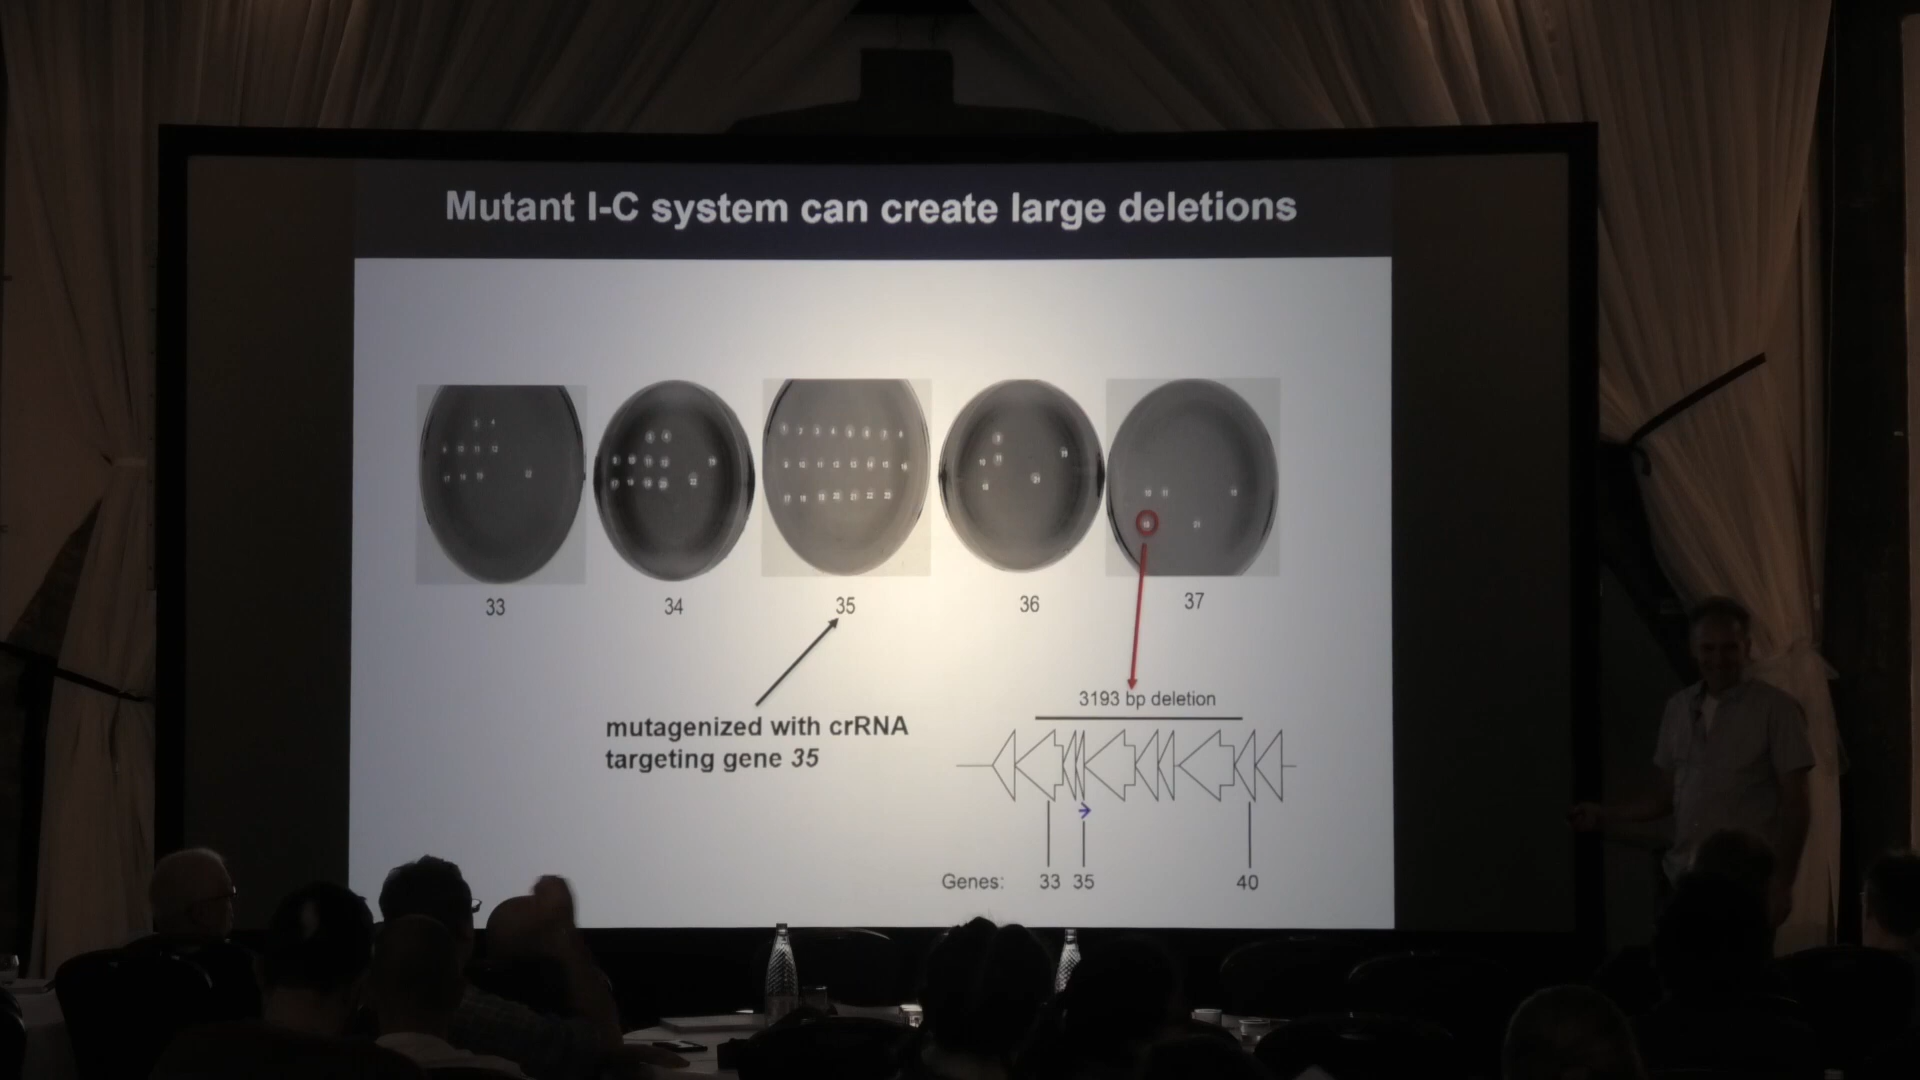 Mutant I-C system can create large deletions
33 34 35 36 37
mutagenized with crRNA
targeting gene 35
3193 bp deletion
Genes: 33 35 40